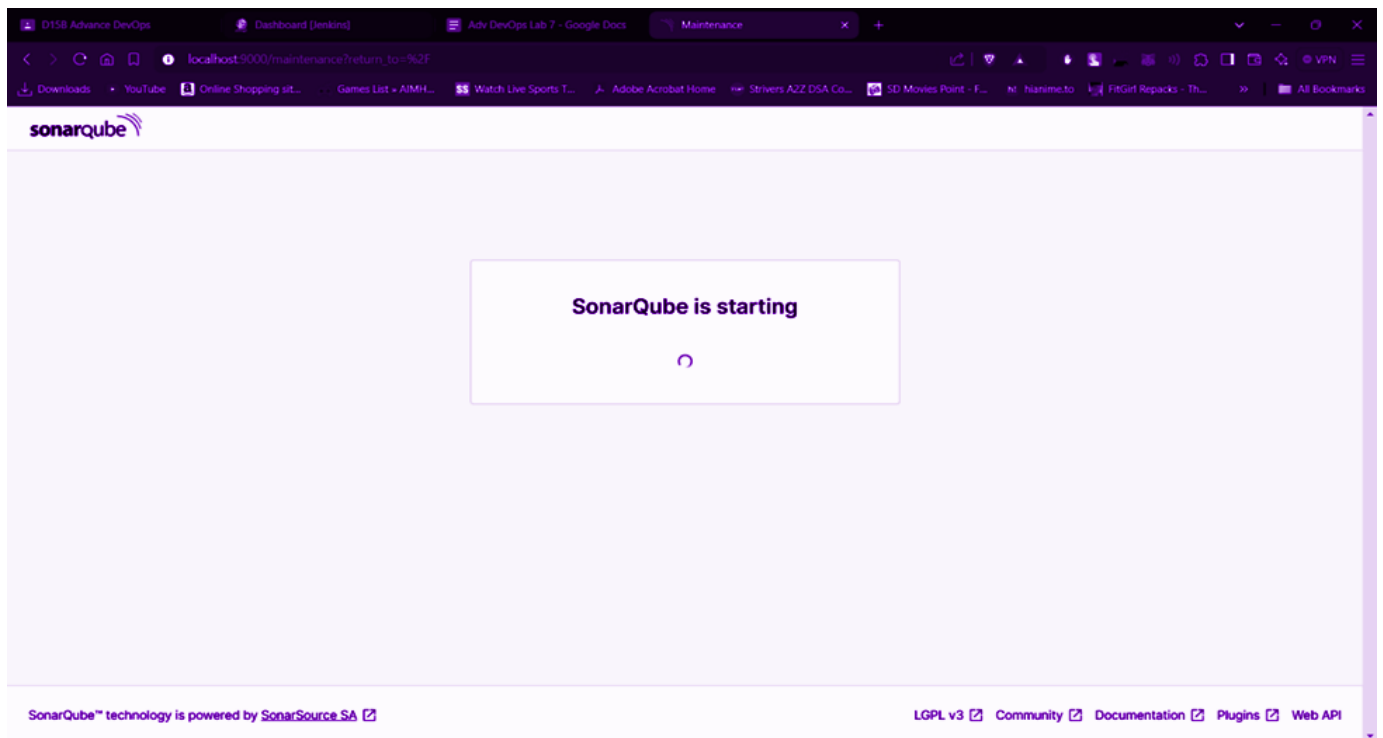 D15B Advance DevOps Dashboard [Jenkins] Adv DevOps Lab 7 - Google Docs Maintenance
localhost:9000/maintenance?return_to=%2F VPN
Downloads YouTube Online Shopping sit... Games List » AIMH... Watch Live Sports T... Adobe Acrobat Home Strivers A2Z DSA Co... SD Movies Point - F... hianime.to FitGirl Repacks - Th... » All Bookmarks
sonarqube
SonarQube is starting
SonarQube™ technology is powered by SonarSource SA LGPL v3 Community Documentation Plugins Web API